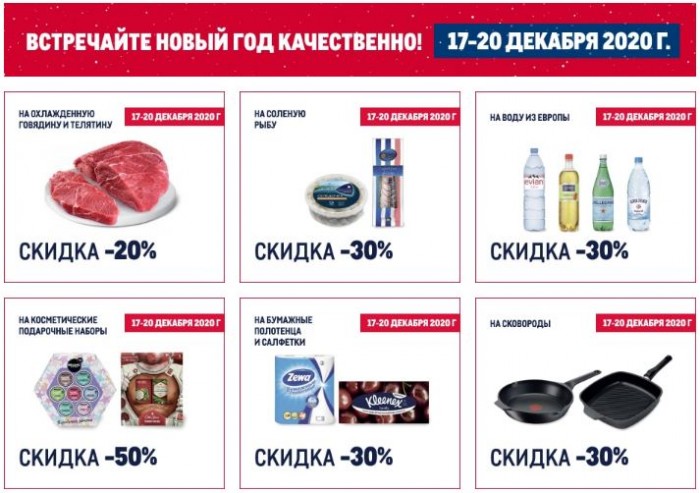 ВСТРЕЧАЙТЕ НОВЫЙ ГОД КАЧЕСТВЕННО! 17-20 ДЕКАБРЯ 2020 Г.
НА ОХЛАЖДЕННУЮ
ГОВЯДИНУ И ТЕЛЯТИНУ
17-20 ДЕКАБРЯ 2020 Г
СКИДКА -20%
НА СОЛЕНУЮ
РЫБУ
17-20 ДЕКАБРЯ 2020 Г
СКИДКА -30%
НА ВОДУ ИЗ ЕВРОПЫ
17-20 ДЕКАБРЯ 2020 Г
evian
СКИДКА -30%
НА КОСМЕТИЧЕСКИЕ
ПОДАРОЧНЫЕ НАБОРЫ
17-20 ДЕКАБРЯ 2020 Г
СКИДКА -50%
НА БУМАЖНЫЕ
ПОЛОТЕНЦА
И САЛФЕТКИ
17-20 ДЕКАБРЯ 2020 Г
Zewa
Kleenex
СКИДКА -30%
НА СКОВОРОДЫ
17-20 ДЕКАБРЯ 2020 Г
СКИДКА -30%